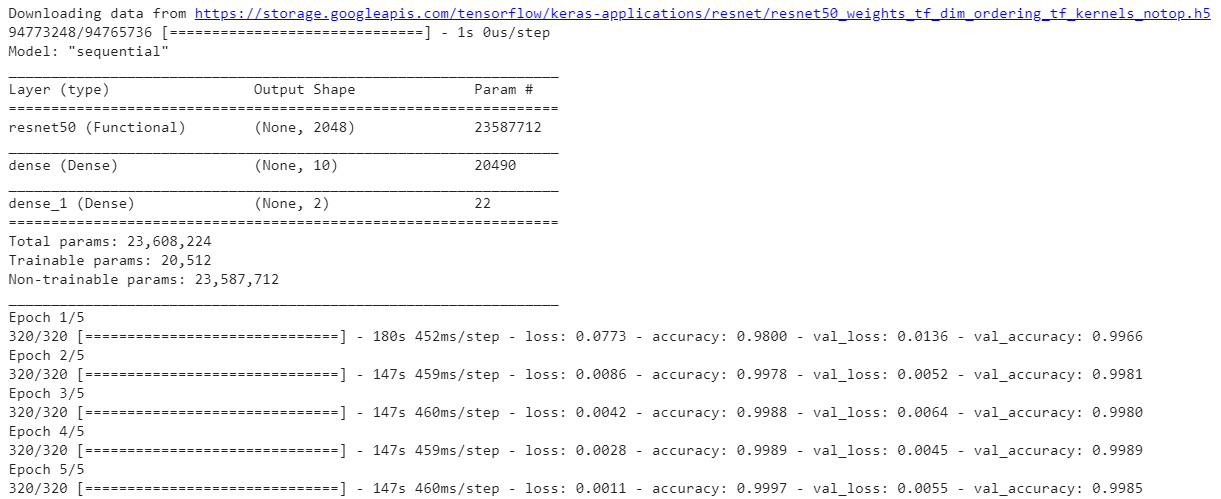 Downloading data from https://storage.googleapis.com/tensorflow/keras-applications/resnet/resnet50_weights_tf_dim_ordering_tf_kernels_notop.h5
94773248/94765736 [==============================] - 1s 0us/step
Model: "sequential"
_________________________________________________________________
Layer (type)                 Output Shape              Param #
=================================================================
resnet50 (Functional)        (None, 2048)              23587712
_________________________________________________________________
dense (Dense)                (None, 10)                20490
_________________________________________________________________
dense_1 (Dense)              (None, 2)                 22
=================================================================
Total params: 23,608,224
Trainable params: 20,512
Non-trainable params: 23,587,712
_________________________________________________________________
Epoch 1/5
320/320 [==============================] - 180s 452ms/step - loss: 0.0773 - accuracy: 0.9800 - val_loss: 0.0136 - val_accuracy: 0.9966
Epoch 2/5
320/320 [==============================] - 147s 459ms/step - loss: 0.0086 - accuracy: 0.9978 - val_loss: 0.0052 - val_accuracy: 0.9981
Epoch 3/5
320/320 [==============================] - 147s 460ms/step - loss: 0.0042 - accuracy: 0.9988 - val_loss: 0.0064 - val_accuracy: 0.9980
Epoch 4/5
320/320 [==============================] - 147s 459ms/step - loss: 0.0028 - accuracy: 0.9989 - val_loss: 0.0045 - val_accuracy: 0.9989
Epoch 5/5
320/320 [==============================] - 147s 460ms/step - loss: 0.0011 - accuracy: 0.9997 - val_loss: 0.0055 - val_accuracy: 0.9985